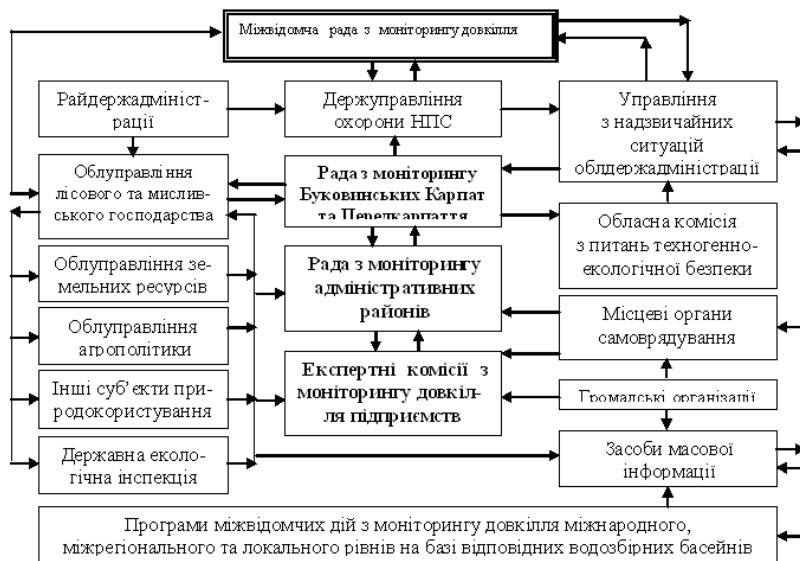 Міжвідомча рада з моніторингу довкілля
Райдержадмініст-
рації
Держуправління
охорони НПС
Управління
з надзвичайних
ситуацій
облдержадміністрації
Облуправління
лісового та мислив-
ського господарства
Рада з моніторингу
Буковинських Карпат
та Передкарпаття
Обласна комісія
з питань техногенно-
екологічної безпеки
Облуправління зе-
мельних ресурсів
Рада з моніторингу
адміністративних
районів
Облуправління
агрополітики
Місцеві органи
самоврядування
Інші суб’єкти при-
родокористування
Експертні комісії з
моніторингу довкіл-
ля підприємств
Громадські організації
Державна еколо-
гічна інспекція
Засоби масової
інформації
Програми міжвідомчих дій з моніторингу довкілля міжнародного,
міжрегіонального та локального рівнів на базі відповідних водозбірних басейнів